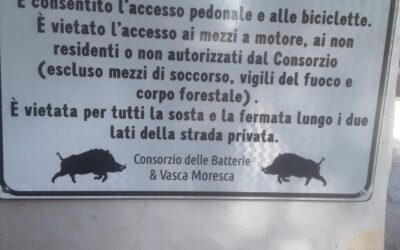 È consentito l'accesso pedonale e alle biciclette.
È vietato l'accesso ai mezzi a motore, ai non
residenti o non autorizzati dal Consorzio
(escluso mezzi di soccorso, vigili del fuoco e
corpo forestale).
È vietata per tutti la sosta e la fermata lungo i due
lati della strada privata.
Consorzio delle Batterie
& Vasca Moresca